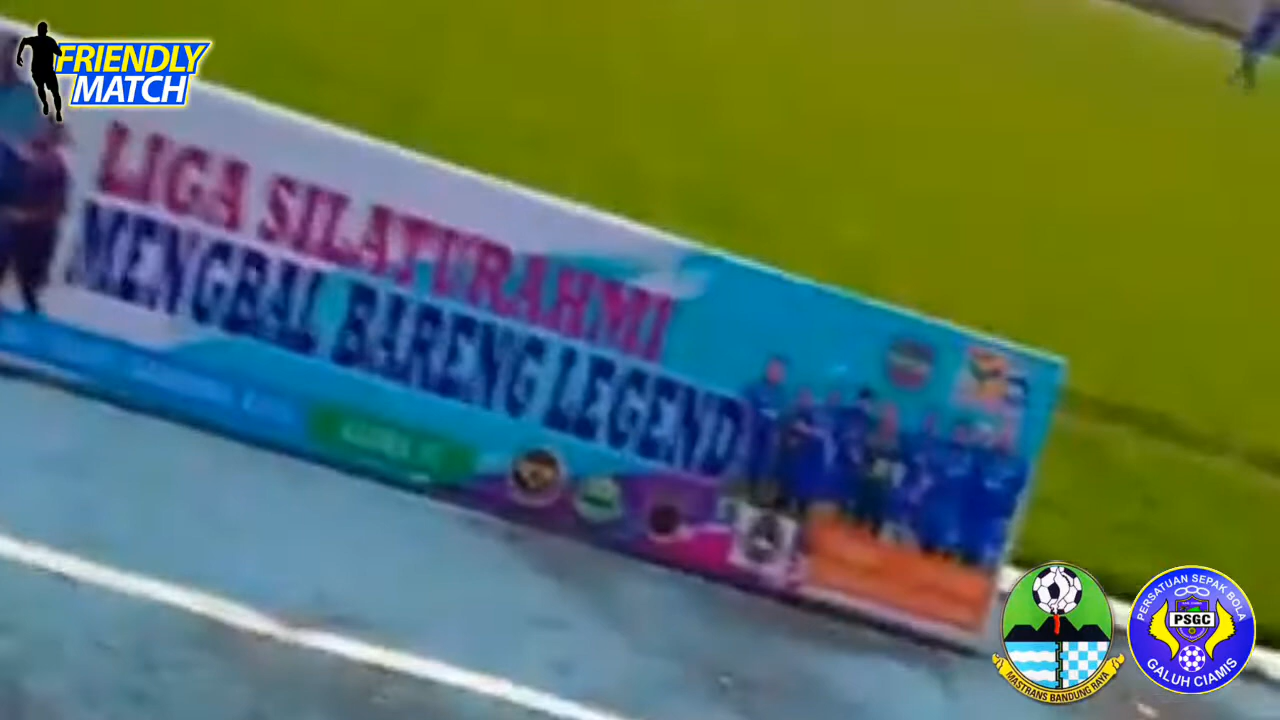 FRIENDLY
MATCH
LIGA SILATURAHMI
MENGBAL BARENG LEGEND
MASTRANS BANDUNG RAYA
PERSATUAN SEPAK BOLA
PSGC
GALUH CIAMIS